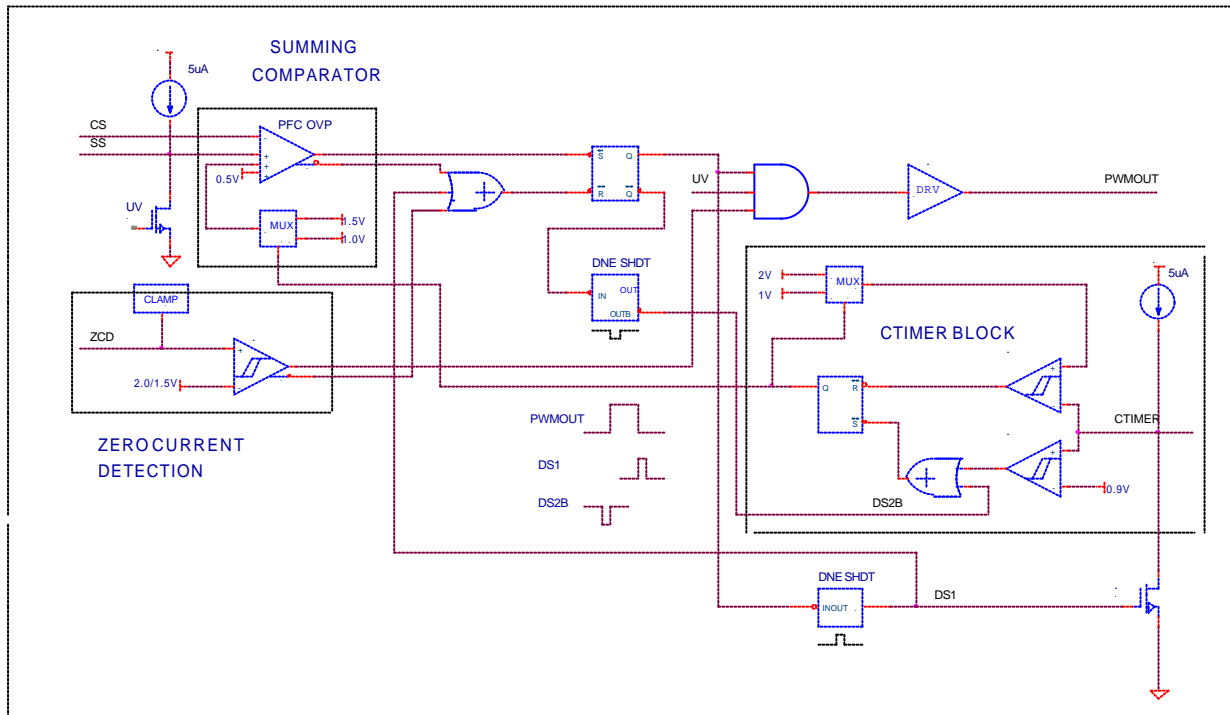 SUMMING
COMPARATOR
5uA
CS
SS
PFC OVP
-
+
+
+
0.5V
UV
MUX
1.5V
1.0V
S
Q
R
Q
UV
DRV
PWMOUT
DNE SHDT
IN
OUT
OUTB
CLAMP
ZCD
+
-
2.0/1.5V
ZEROCURRENT
DETECTION
PWMOUT
DS1
DS2B
2V
1V
MUX
5uA
CTIMER BLOCK
Q
R
S
+
-
CTIMER
+
-
0.9V
DS2B
DNE SHDT
INOUT
DS1